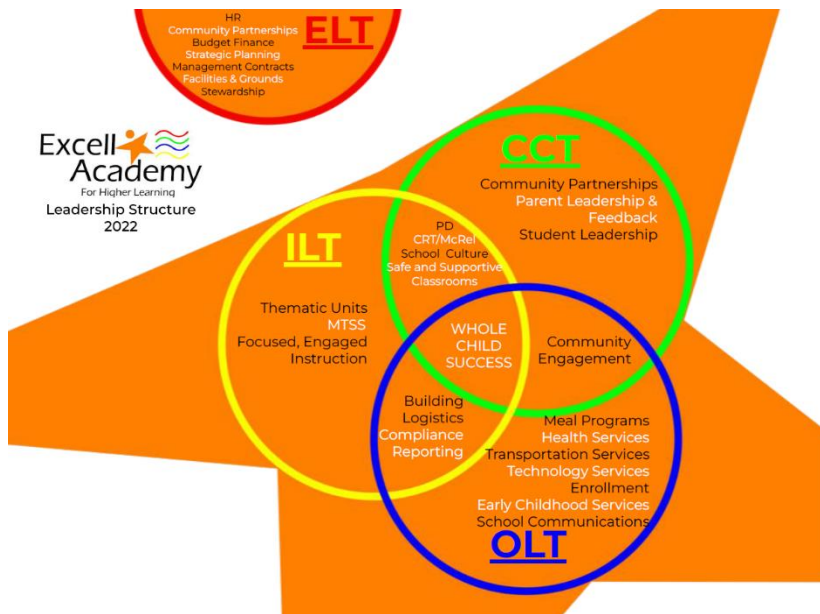 HR
Community Partnerships
Budget Finance
Strategic Planning
Management Contracts
Facilities & Grounds
Stewardship
ELT
Excell
Academy
For Higher Learning
Leadership Structure
2022
CCT
Community Partnerships
Parent Leadership &
Feedback
Student Leadership
PD
CRT/McRel
School Culture
Safe and Supportive
Classrooms
ILT
Thematic Units
MTSS
Focused, Engaged
Instruction
WHOLE
CHILD
SUCCESS
Community
Engagement
Building
Logistics
Compliance
Reporting
Meal Programs
Health Services
Transportation Services
Technology Services
Enrollment
Early Childhood Services
School Communications
OLT